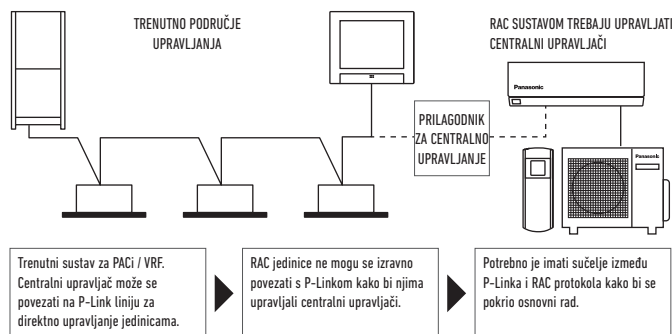 TRENUTNO PODRUČJE
UPRAVLJANJA
RAC SUSTAVOM TREBAJU UPRAVLJATI
CENTRALNI UPRAVLJAČI
Panasonic
PRILAGODNIK
ZA CENTRALNO
UPRAVLJANJE
Panasonic
Trenutni sustav za PACi / VRF.
Centralni upravljač može se
povezati na P-Link liniju za
direktno upravljanje jedinicama.
RAC jedinice ne mogu se izravno
povezati s P-Linkom kako bi njima
upravljali centralni upravljači.
Potrebno je imati sučelje između
P-Linka i RAC protokola kako bi se
pokrio osnovni rad.